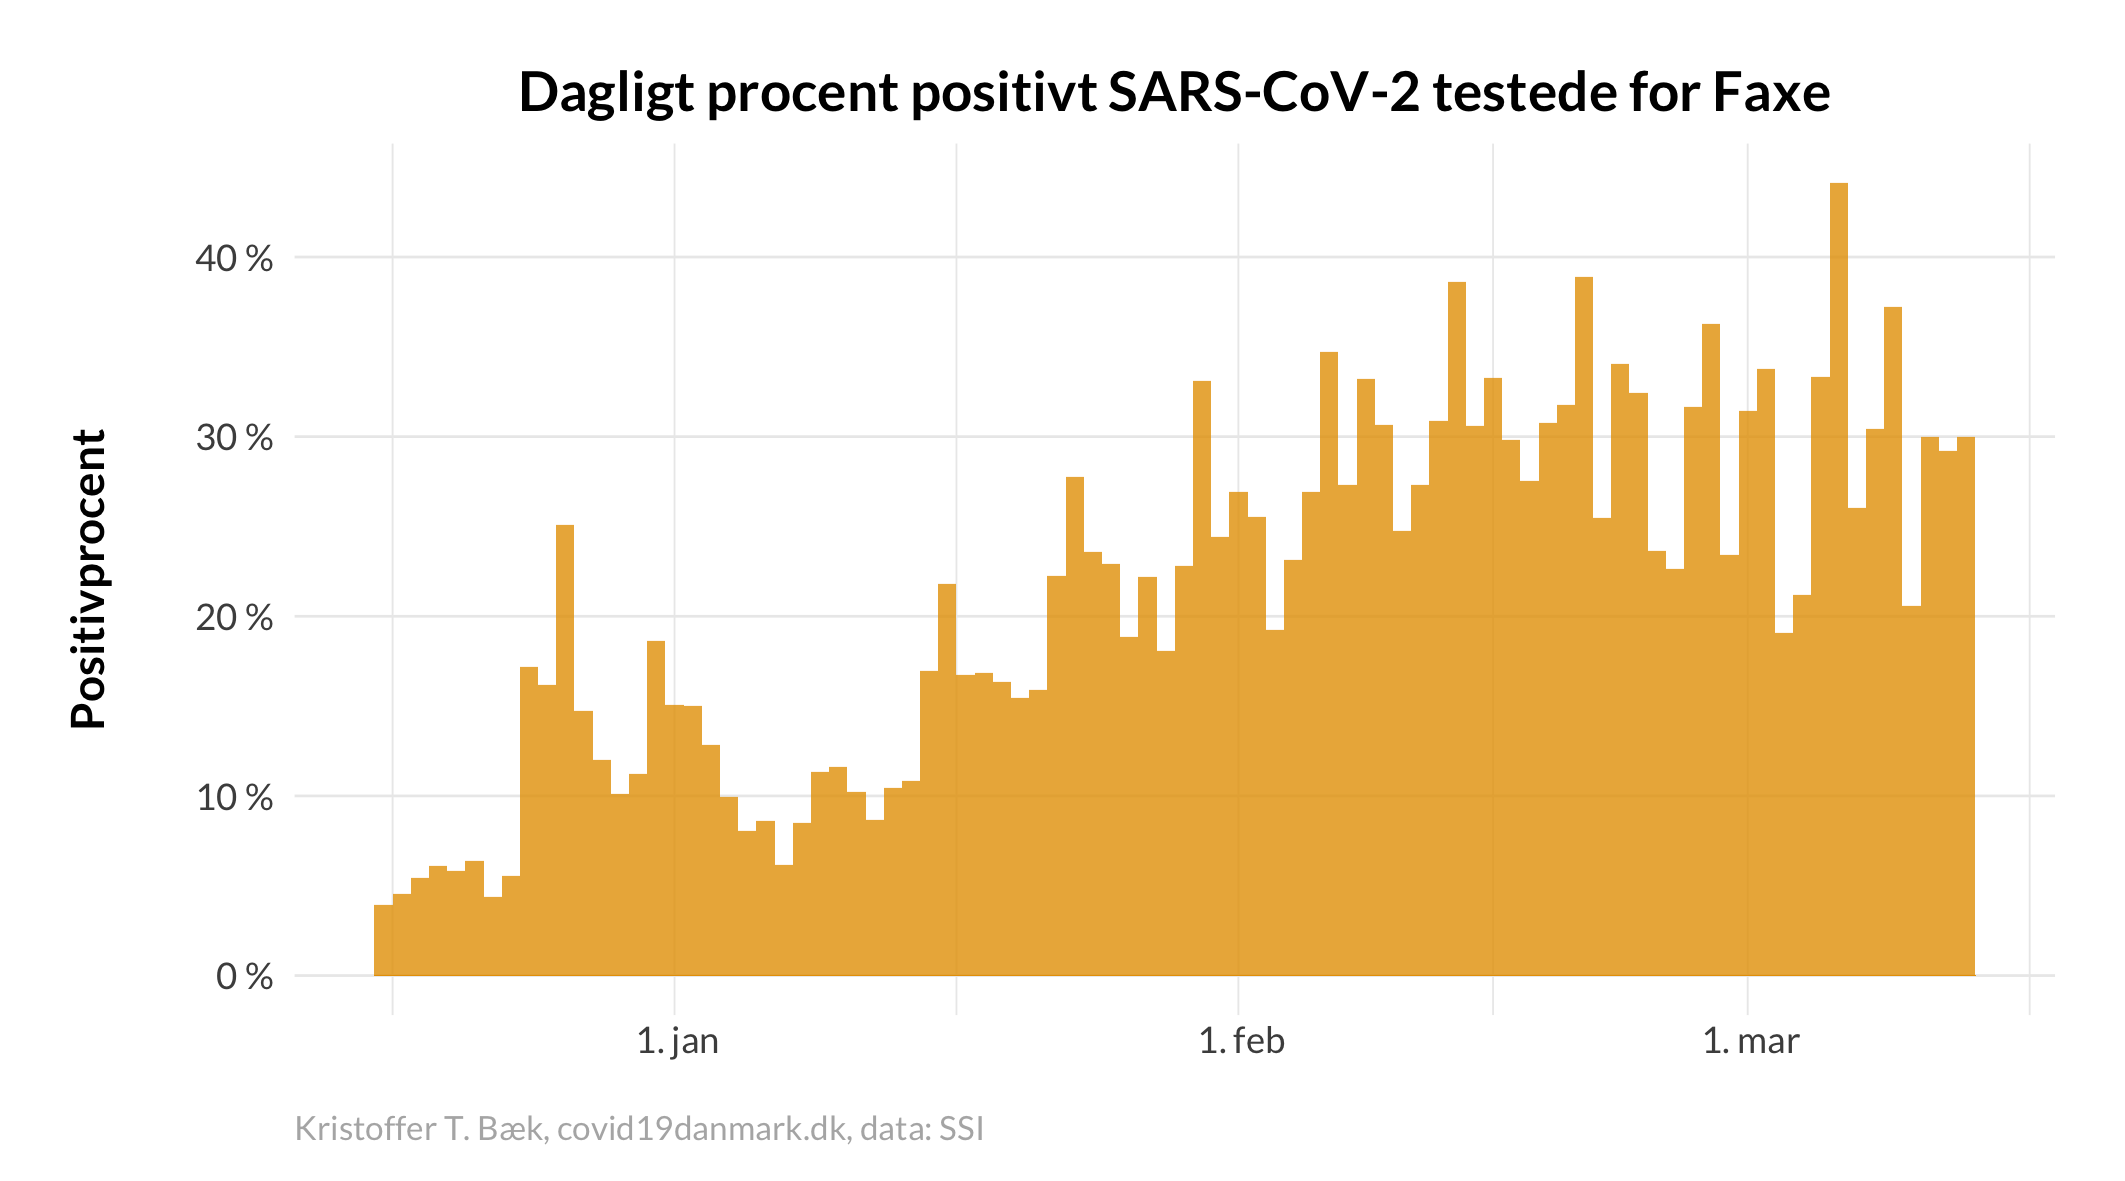 Dagligt procent positivt SARS-CoV-2 testede for Faxe
Positivprocent
40 %
30 %
20 %
10 %
0 %
1. jan
1. feb
1. mar
Kristoffer T. Bæk, covid19danmark.dk, data: SSI